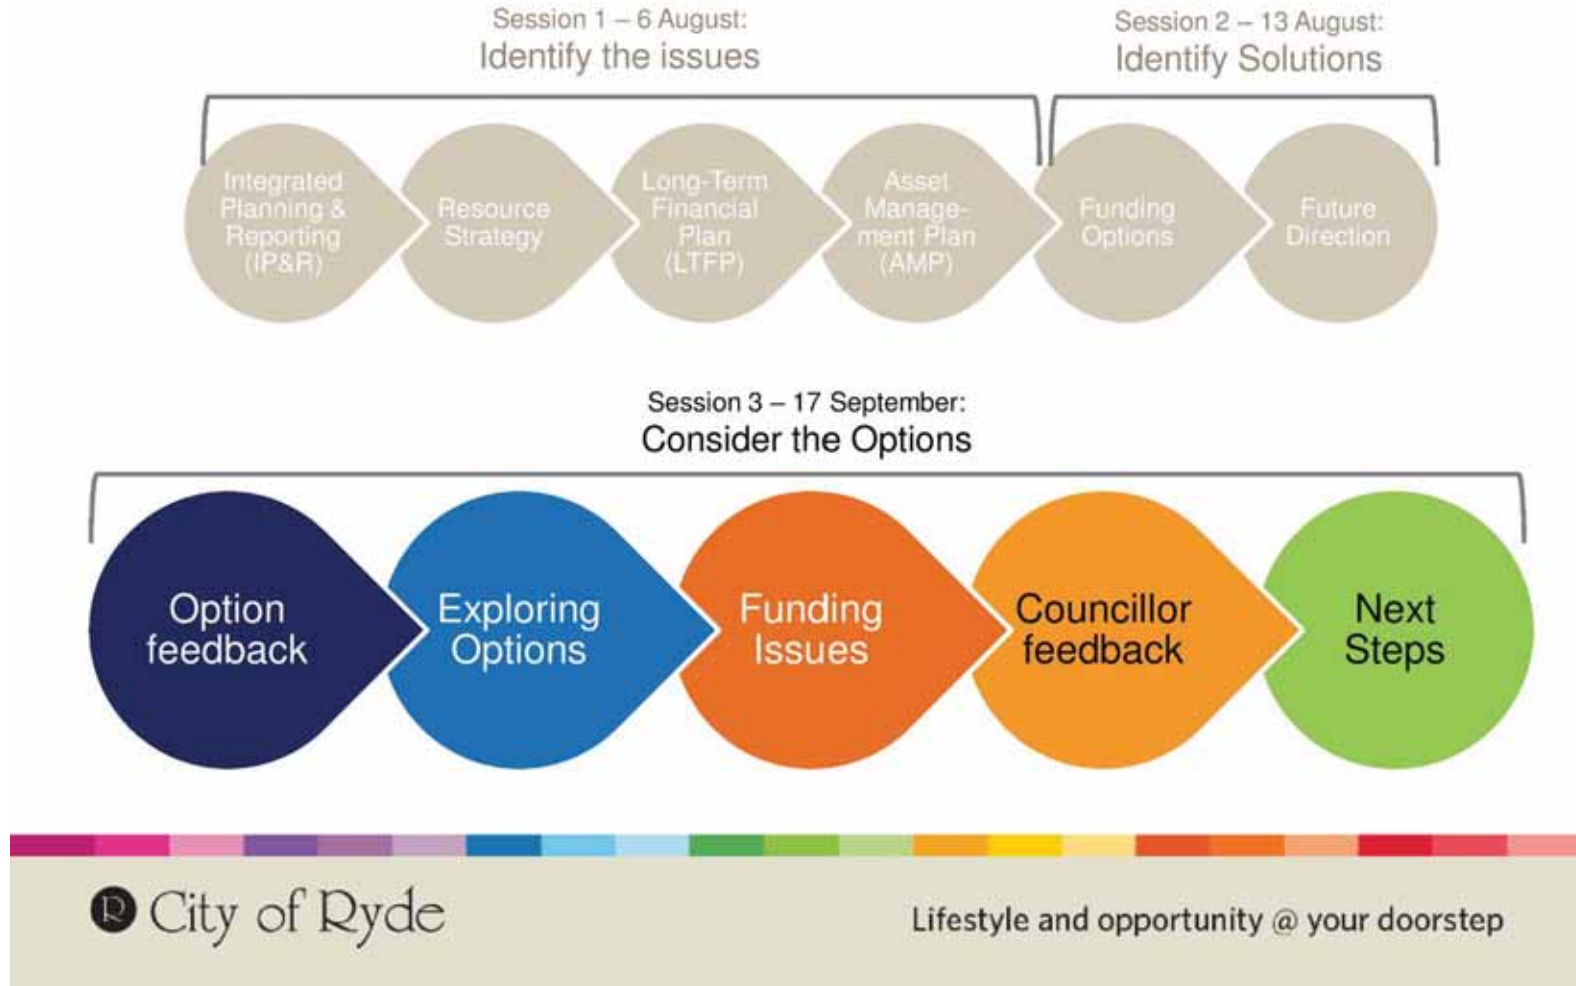 Session 1 – 6 August:
Identify the issues
Session 2 – 13 August:
Identify Solutions
Integrated
Planning &
Reporting
(IP&R)
Resource
Strategy
Long-Term
Financial
Plan
(LTFP)
Asset
Manage-
ment Plan
(AMP)
Funding
Options
Future
Direction
Session 3 – 17 September:
Consider the Options
Option
feedback
Exploring
Options
Funding
Issues
Councillor
feedback
Next
Steps
R City of Ryde
Lifestyle and opportunity @ your doorstep